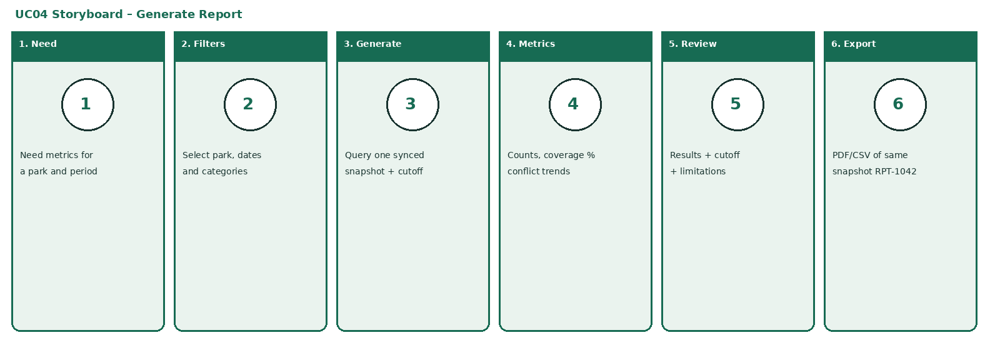 UC04 Storyboard – Generate Report
1. Need
1
Need metrics for
a park and period
2. Filters
2
Select park, dates
and categories
3. Generate
3
Query one synced
snapshot + cutoff
4. Metrics
4
Counts, coverage %
conflict trends
5. Review
5
Results + cutoff
+ limitations
6. Export
6
PDF/CSV of same
snapshot RPT-1042